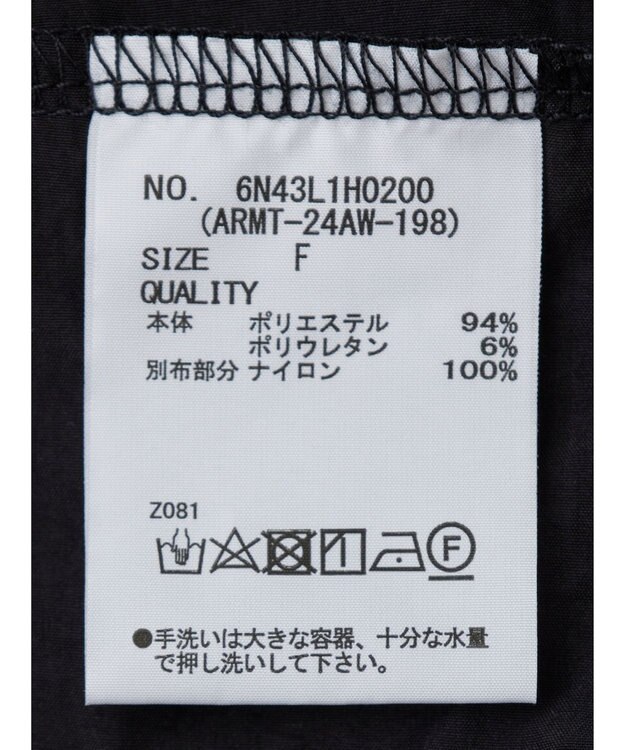 NO. 6N43L1H0200
(ARMT-24AW-198)
SIZE F
QUALITY
本体 ポリエステル 94%
ポリウレタン 6%
別布部分 ナイロン 100%
Z081
F
●手洗いは大きな容器、十分な水量
で押し洗いして下さい。